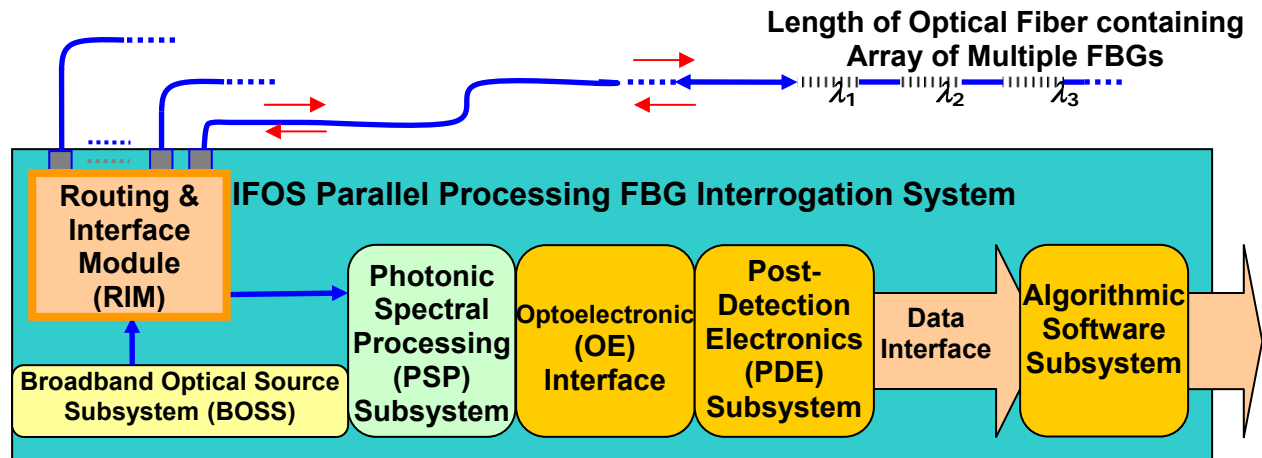 Length of Optical Fiber containing
Array of Multiple FBGs
λ1
λ2
λ3
IFOS Parallel Processing FBG Interrogation System
Routing &
Interface
Module
(RIM)
Broadband Optical Source
Subsystem (BOSS)
Photonic
Spectral
Processing
(PSP)
Subsystem
Optoelectronic
(OE)
Interface
Post-
Detection
Electronics
(PDE)
Subsystem
Data
Interface
Algorithmic
Software
Subsystem